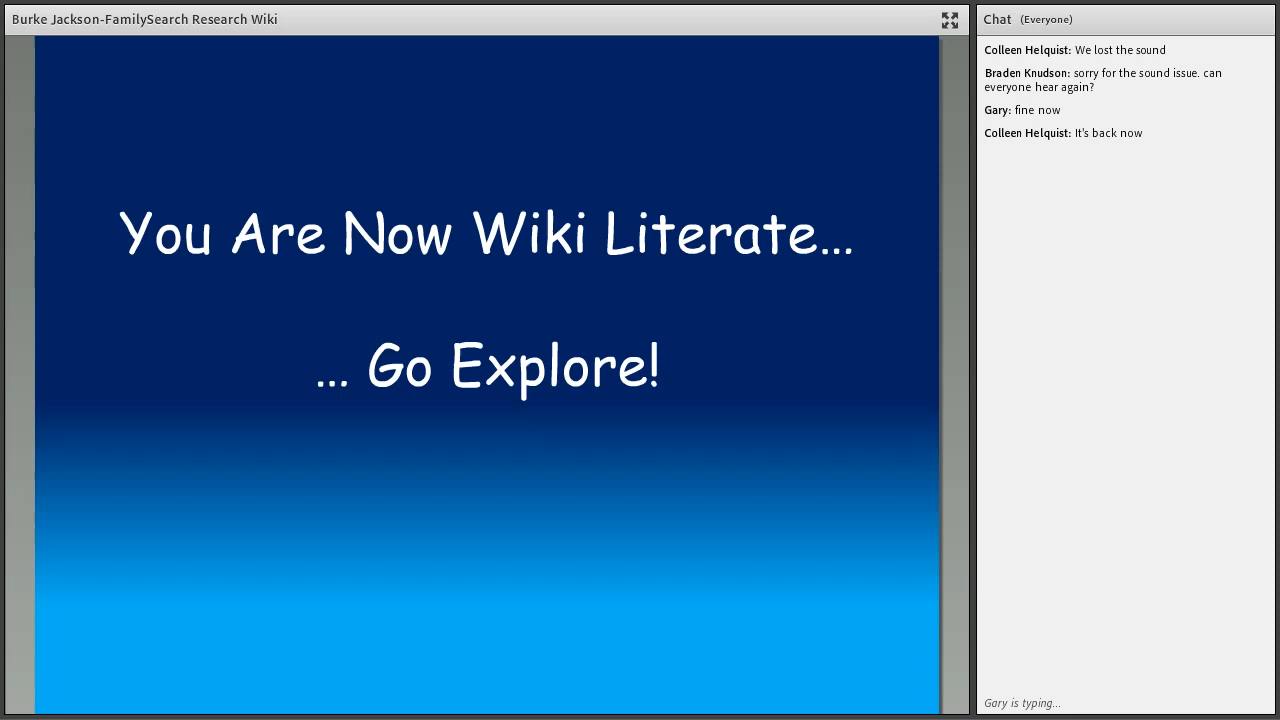 Burke Jackson-FamilySearch Research Wiki
You Are Now Wiki Literate...
... Go Explore!
Chat (Everyone)
Colleen Helquist: We lost the sound
Braden Knudson: sorry for the sound issue. can
everyone hear again?
Gary: fine now
Colleen Helquist: It's back now
Gary is typing...